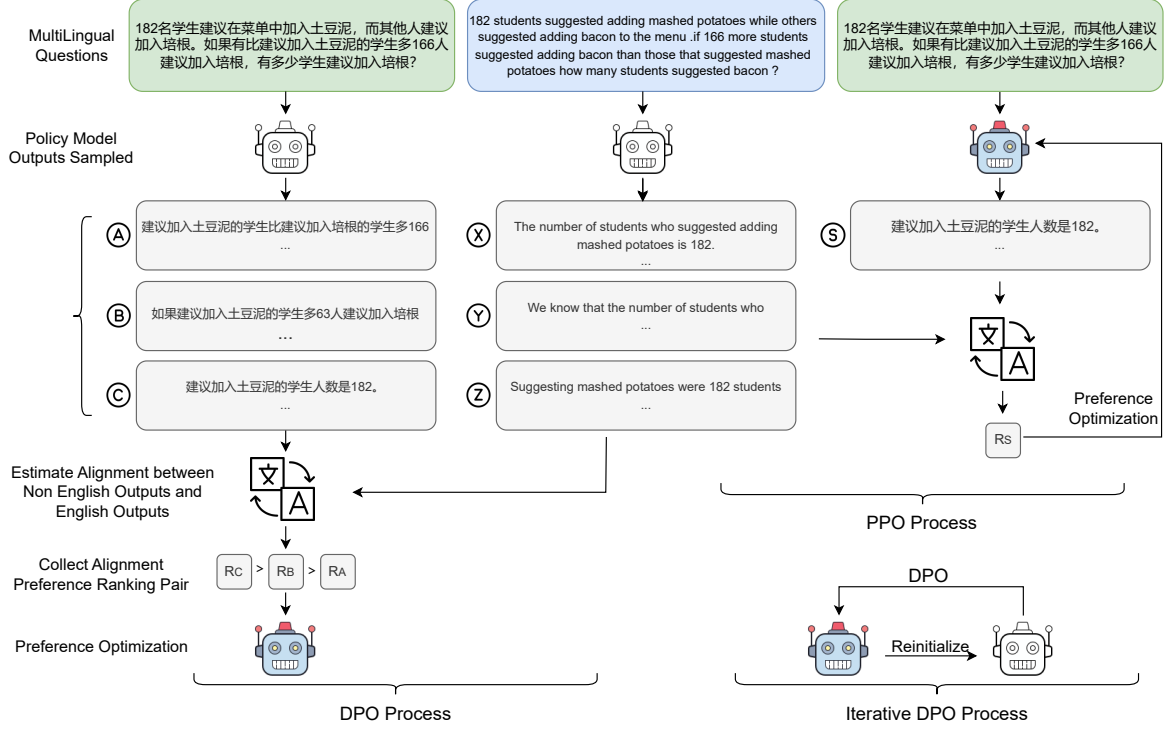 MultiLingual
Questions
182名学生建议在菜单中加入土豆泥，而其他人建议
加入培根。如果有比建议加入土豆泥的学生多166人
建议加入培根，有多少学生建议加入培根？
182 students suggested adding mashed potatoes while others
suggested adding bacon to the menu .if 166 more students
suggested adding bacon than those that suggested mashed
potatoes how many students suggested bacon ?
182名学生建议在菜单中加入土豆泥，而其他人建议
加入培根。如果有比建议加入土豆泥的学生多166人
建议加入培根，有多少学生建议加入培根？
Policy Model
Outputs Sampled
A
建议加入土豆泥的学生比建议加入培根的学生多166
...
B
如果建议加入土豆泥的学生多63人建议加入培根
...
C
建议加入土豆泥的学生人数是182。
...
X
The number of students who suggested adding
mashed potatoes is 182.
...
Y
We know that the number of students who
...
Z
Suggesting mashed potatoes were 182 students
...
S
建议加入土豆泥的学生人数是182。
...
文
A
Rs
Preference
Optimization
PPO Process
Estimate Alignment between
Non English Outputs and
English Outputs
文
A
Collect Alignment
Preference Ranking Pair
RC > RB > RA
Preference Optimization
DPO Process
DPO
Reinitialize
Iterative DPO Process